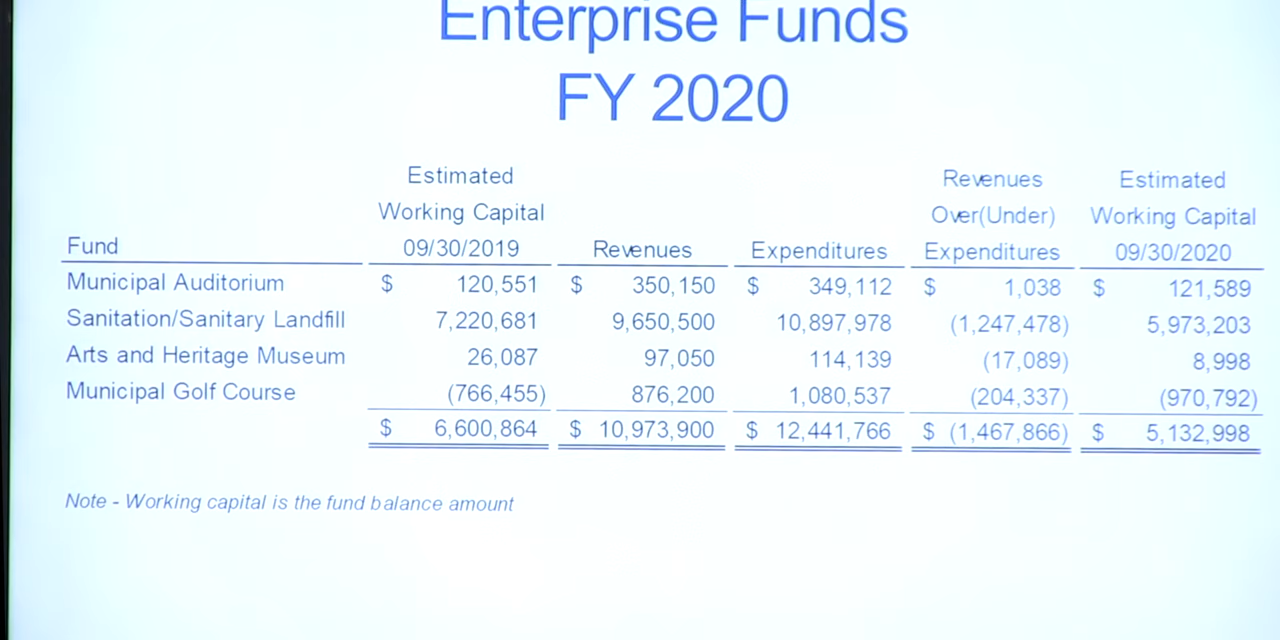 Enterprise Funds
FY 2020
Estimated Working Capital 09/30/2019
Revenues
Expenditures
Revenues Over(Under) Expenditures
Estimated Working Capital 09/30/2020
Fund
Municipal Auditorium $ 120,551 $ 350,150 $ 349,112 $ 1,038 $ 121,589
Sanitation/Sanitary Landfill 7,220,681 9,650,500 10,897,978 (1,247,478) 5,973,203
Arts and Heritage Museum 26,087 97,050 114,139 (17,089) 8,998
Municipal Golf Course (766,455) 876,200 1,080,537 (204,337) (970,792)
$ 6,600,864 $ 10,973,900 $ 12,441,766 $ (1,467,866) $ 5,132,998
Note - Working capital is the fund balance amount